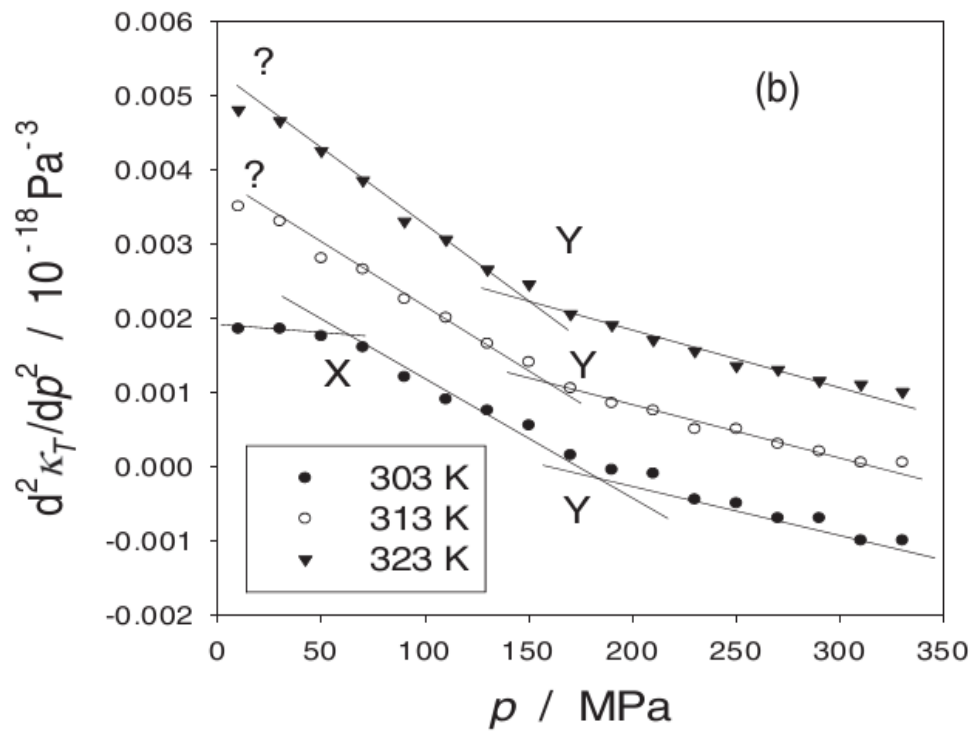 0.006
0.005
0.004
0.003
0.002
0.001
0.000
-0.001
-0.002
d²κ_T/dp² / 10⁻¹⁸Pa⁻³
?
(b)
?
Y
X
Y
Y
303 K
313 K
323 K
0 50 100 150 200 250 300 350
p / MPa